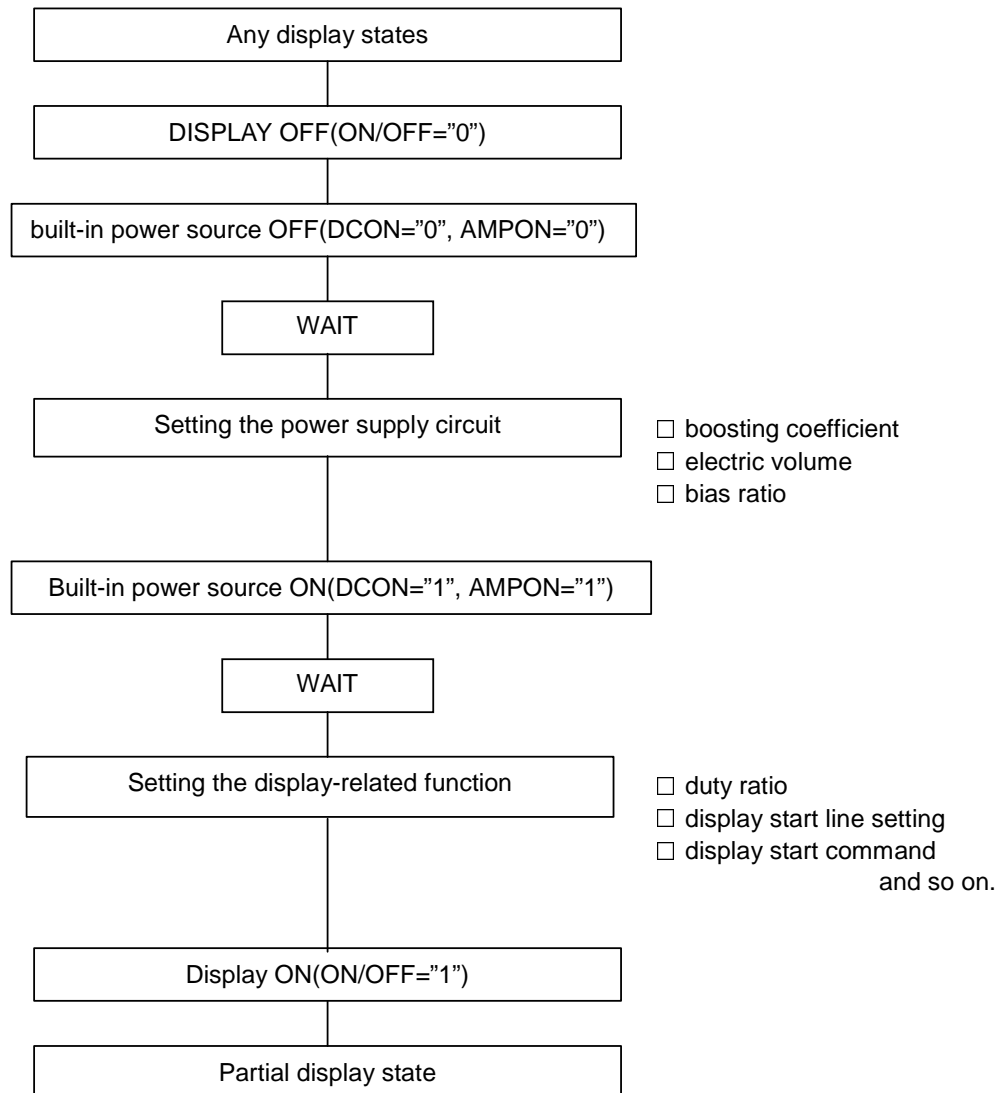 Any display states
DISPLAY OFF(ON/OFF=”0”)
built-in power source OFF(DCON=”0”, AMPON=”0”)
WAIT
Setting the power supply circuit
□ boosting coefficient
□ electric volume
□ bias ratio
Built-in power source ON(DCON=”1”, AMPON=”1”)
WAIT
Setting the display-related function
□ duty ratio
□ display start line setting
□ display start command
and so on.
Display ON(ON/OFF=”1”)
Partial display state